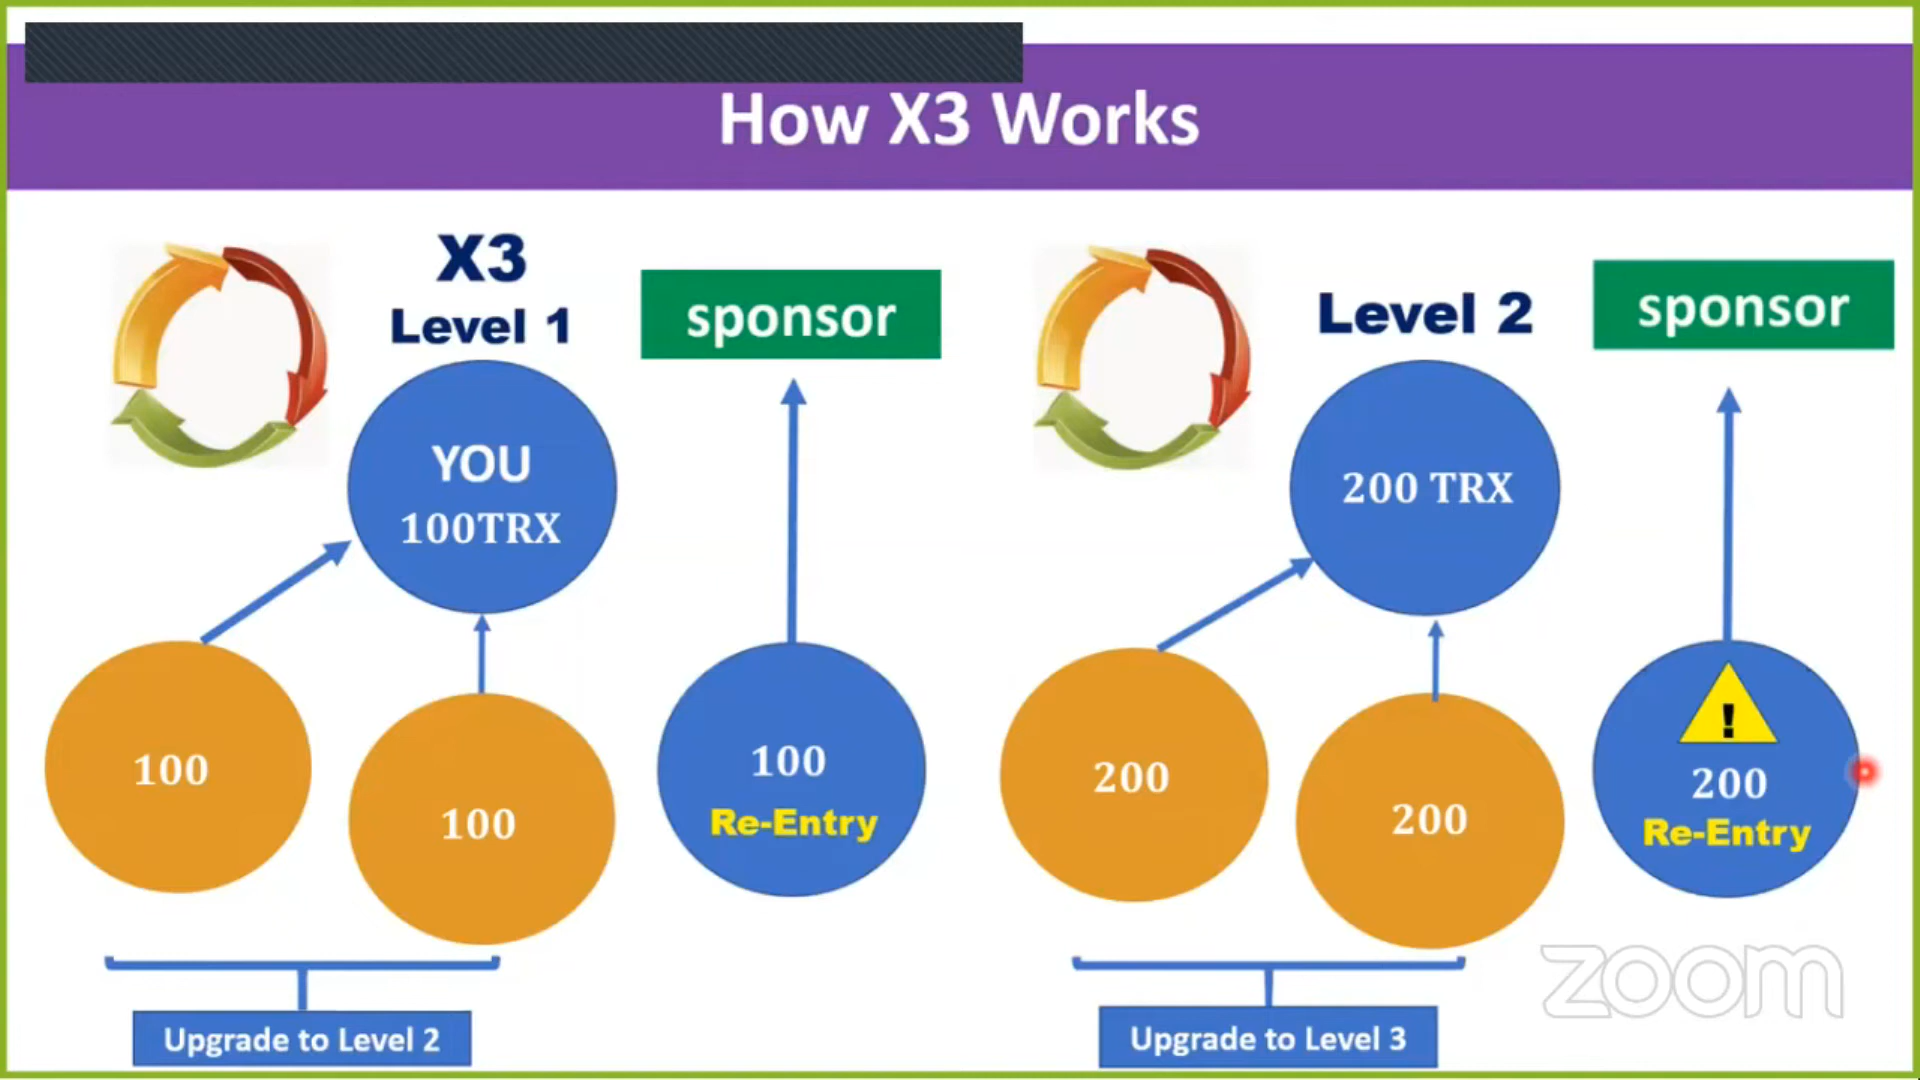 How X3 Works
X3
Level 1
sponsor
YOU
100TRX
100
100
100
Re-Entry
Upgrade to Level 2
Level 2
sponsor
200 TRX
200
200
!
200
Re-Entry
Upgrade to Level 3
zoom